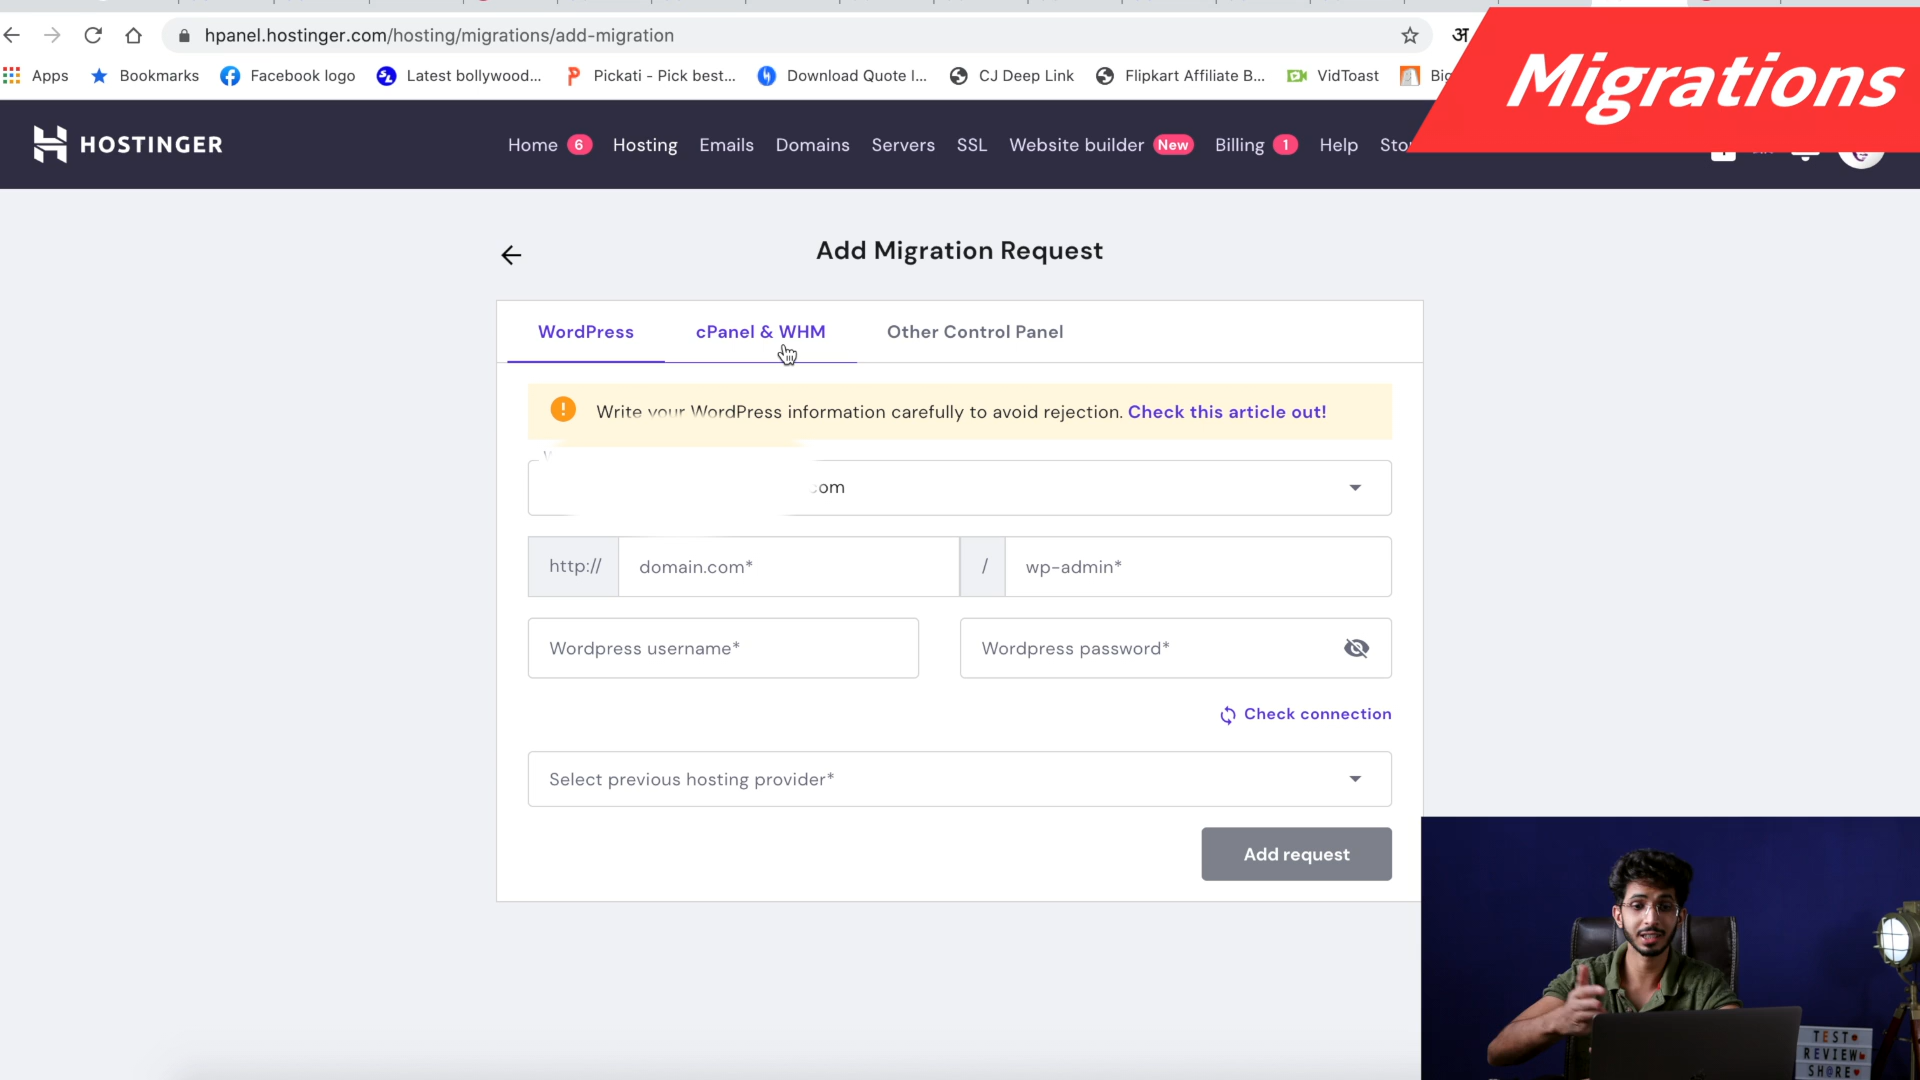 hpanel.hostinger.com/hosting/migrations/add-migration
अ
Migrations
Apps Bookmarks Facebook logo Latest bollywood... Pickati - Pick best... Download Quote I... CJ Deep Link Flipkart Affiliate B... VidToast
HOSTINGER
Home 6 Hosting Emails Domains Servers SSL Website builder New Billing 1 Help
Add Migration Request
WordPress cPanel & WHM Other Control Panel
! Write your WordPress information carefully to avoid rejection. Check this article out!
com
http:// domain.com* / wp-admin*
Wordpress username* Wordpress password*
Check connection
Select previous hosting provider*
Add request
TEST
REVIEW
SH@RE